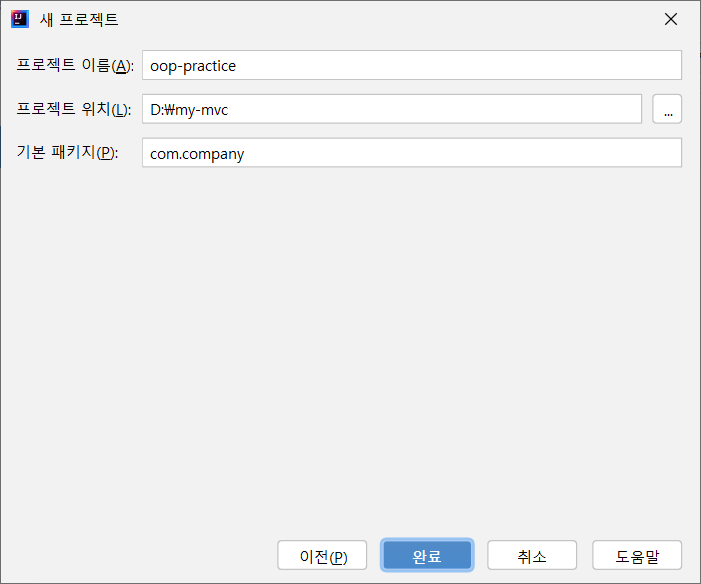 새 프로젝트
프로젝트 이름(A): oop-practice
프로젝트 위치(L): D:₩my-mvc ...
기본 패키지(P): com.company
이전(P) 완료 취소 도움말